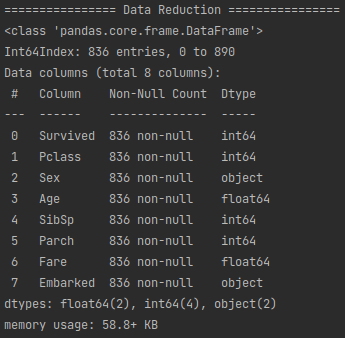 ================ Data Reduction ================
<class 'pandas.core.frame.DataFrame'>
Int64Index: 836 entries, 0 to 890
Data columns (total 8 columns):
 #   Column    Non-Null Count  Dtype
---  ------    --------------  -----
 0   Survived  836 non-null    int64
 1   Pclass    836 non-null    int64
 2   Sex       836 non-null    object
 3   Age       836 non-null    float64
 4   SibSp     836 non-null    int64
 5   Parch     836 non-null    int64
 6   Fare      836 non-null    float64
 7   Embarked  836 non-null    object
dtypes: float64(2), int64(4), object(2)
memory usage: 58.8+ KB